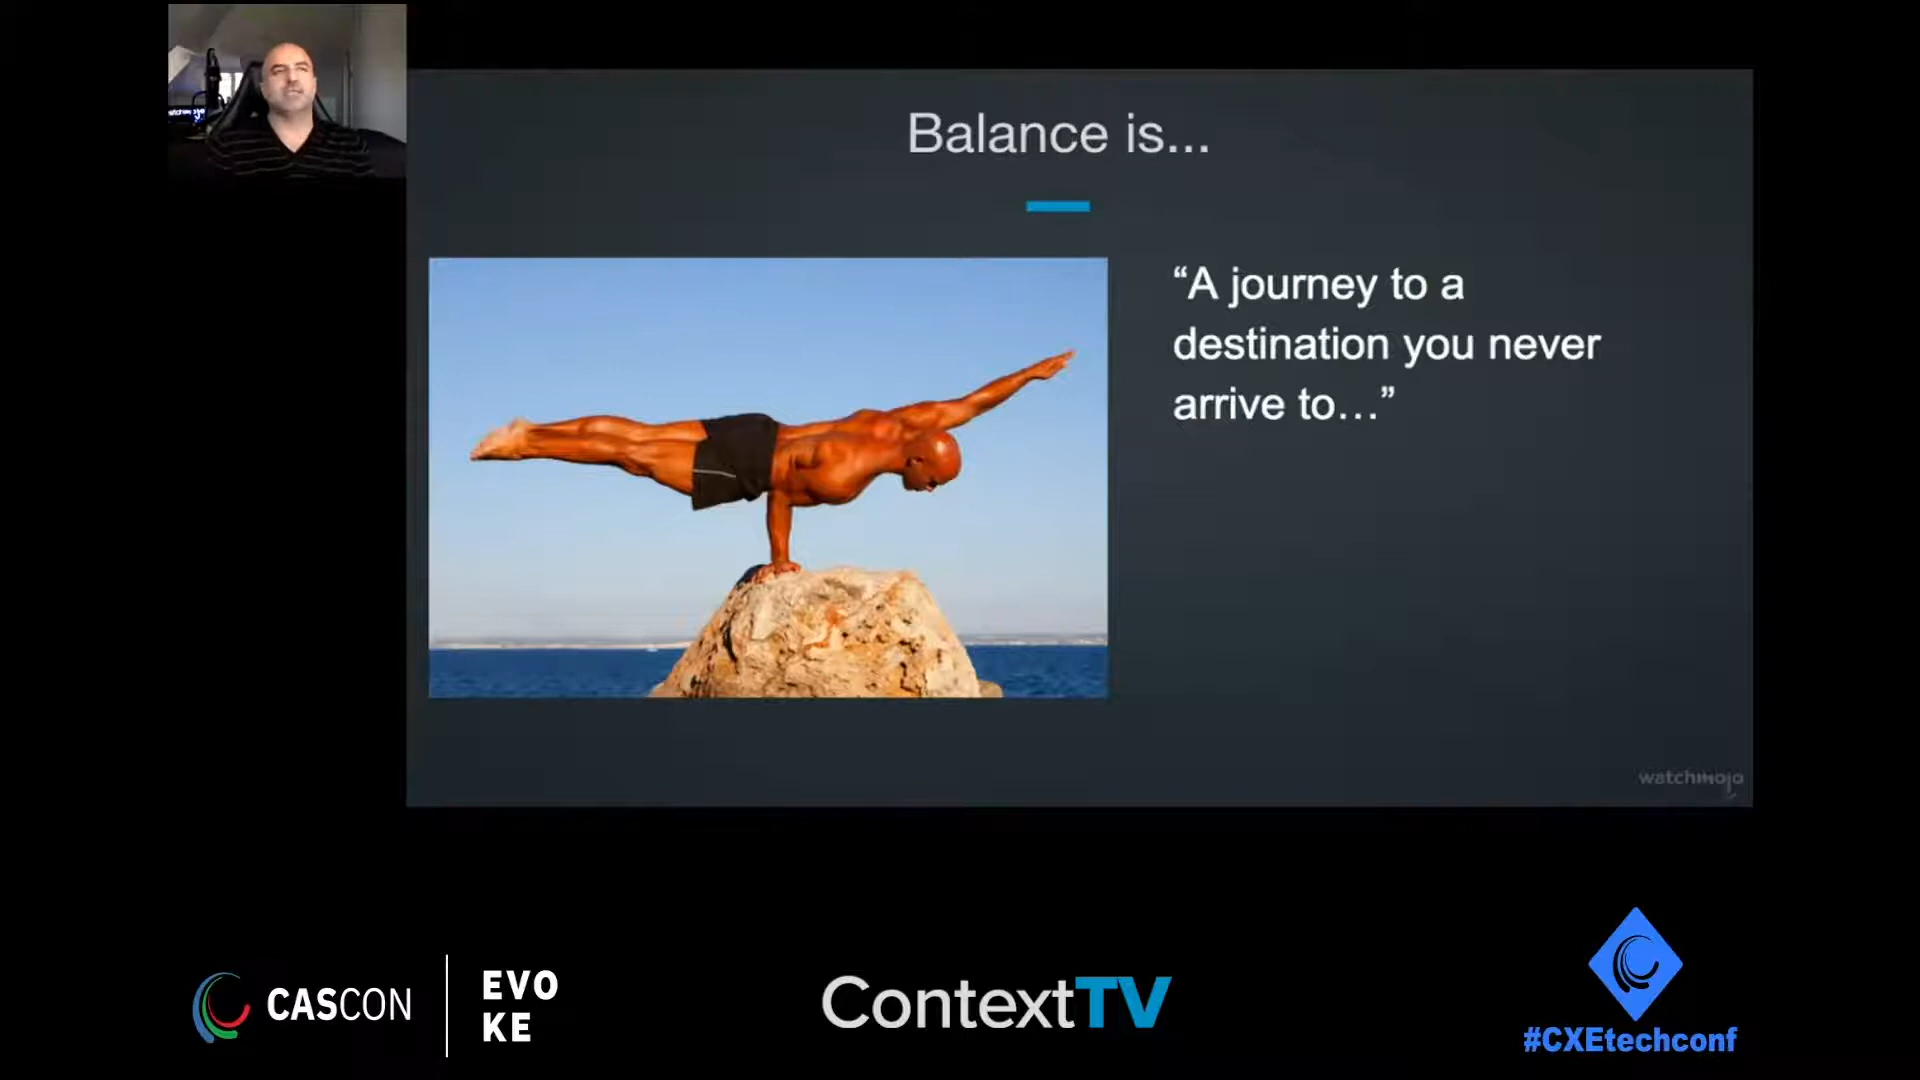 Balance is...
“A journey to a
destination you never
arrive to…”
watchmojo
CASCON
EVO
KE
ContextTV
#CXEtechconf